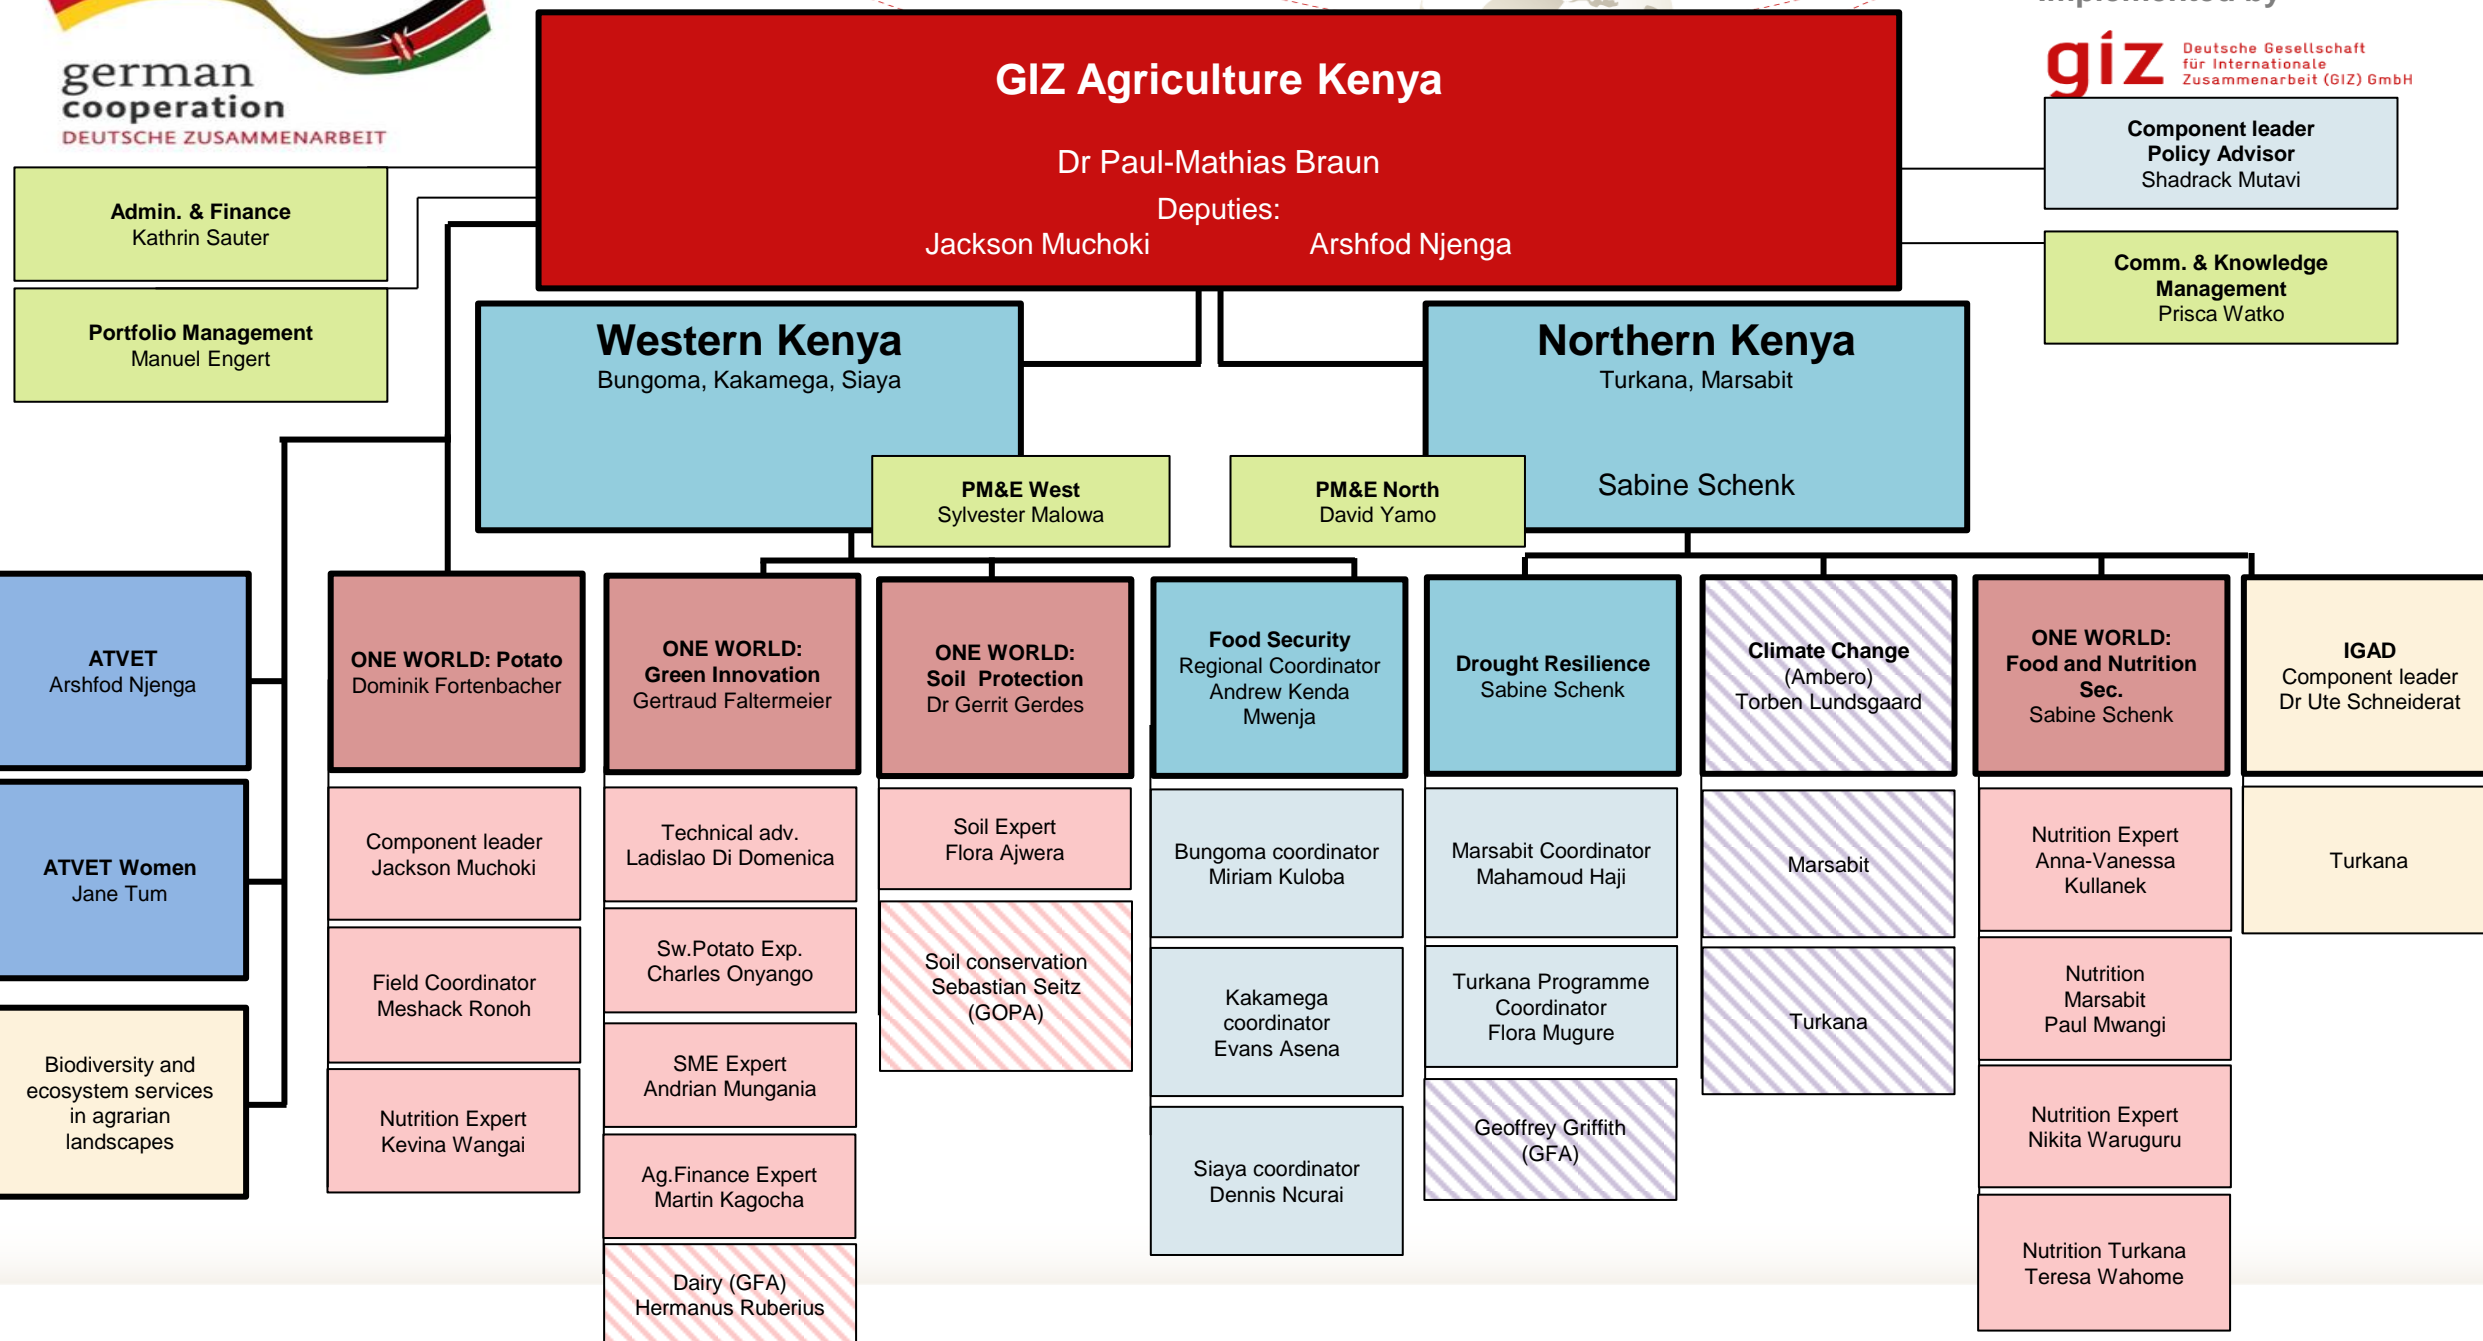 Implemented by
german
cooperation
DEUTSCHE ZUSAMMENARBEIT
giz
Deutsche Gesellschaft
für Internationale
Zusammenarbeit (GIZ) GmbH
GIZ Agriculture Kenya
Dr Paul-Mathias Braun
Deputies:
Jackson Muchoki Arshfod Njenga
Component leader
Policy Advisor
Shadrack Mutavi
Admin. & Finance
Kathrin Sauter
Comm. & Knowledge
Management
Prisca Watko
Portfolio Management
Manuel Engert
Western Kenya
Bungoma, Kakamega, Siaya
Northern Kenya
Turkana, Marsabit
Sabine Schenk
PM&E West
Sylvester Malowa
PM&E North
David Yamo
ATVET
Arshfod Njenga
ATVET Women
Jane Tum
Biodiversity and
ecosystem services
in agrarian
landscapes
ONE WORLD: Potato
Dominik Fortenbacher
Component leader
Jackson Muchoki
Field Coordinator
Meshack Ronoh
Nutrition Expert
Kevina Wangai
ONE WORLD:
Green Innovation
Gertraud Faltermeier
Technical adv.
Ladislao Di Domenica
Sw.Potato Exp.
Charles Onyango
SME Expert
Andrian Mungania
Ag.Finance Expert
Martin Kagocha
Dairy (GFA)
Hermanus Ruberius
ONE WORLD:
Soil Protection
Dr Gerrit Gerdes
Soil Expert
Flora Ajwera
Soil conservation
Sebastian Seitz
(GOPA)
Food Security
Regional Coordinator
Andrew Kenda
Mwenja
Bungoma coordinator
Miriam Kuloba
Kakamega
coordinator
Evans Asena
Siaya coordinator
Dennis Ncurai
Drought Resilience
Sabine Schenk
Marsabit Coordinator
Mahamoud Haji
Turkana Programme
Coordinator
Flora Mugure
Geoffrey Griffith
(GFA)
Climate Change
(Ambero)
Torben Lundsgaard
Marsabit
Turkana
ONE WORLD:
Food and Nutrition
Sec.
Sabine Schenk
Nutrition Expert
Anna-Vanessa
Kullanek
Nutrition
Marsabit
Paul Mwangi
Nutrition Expert
Nikita Waruguru
Nutrition Turkana
Teresa Wahome
IGAD
Component leader
Dr Ute Schneiderat
Turkana